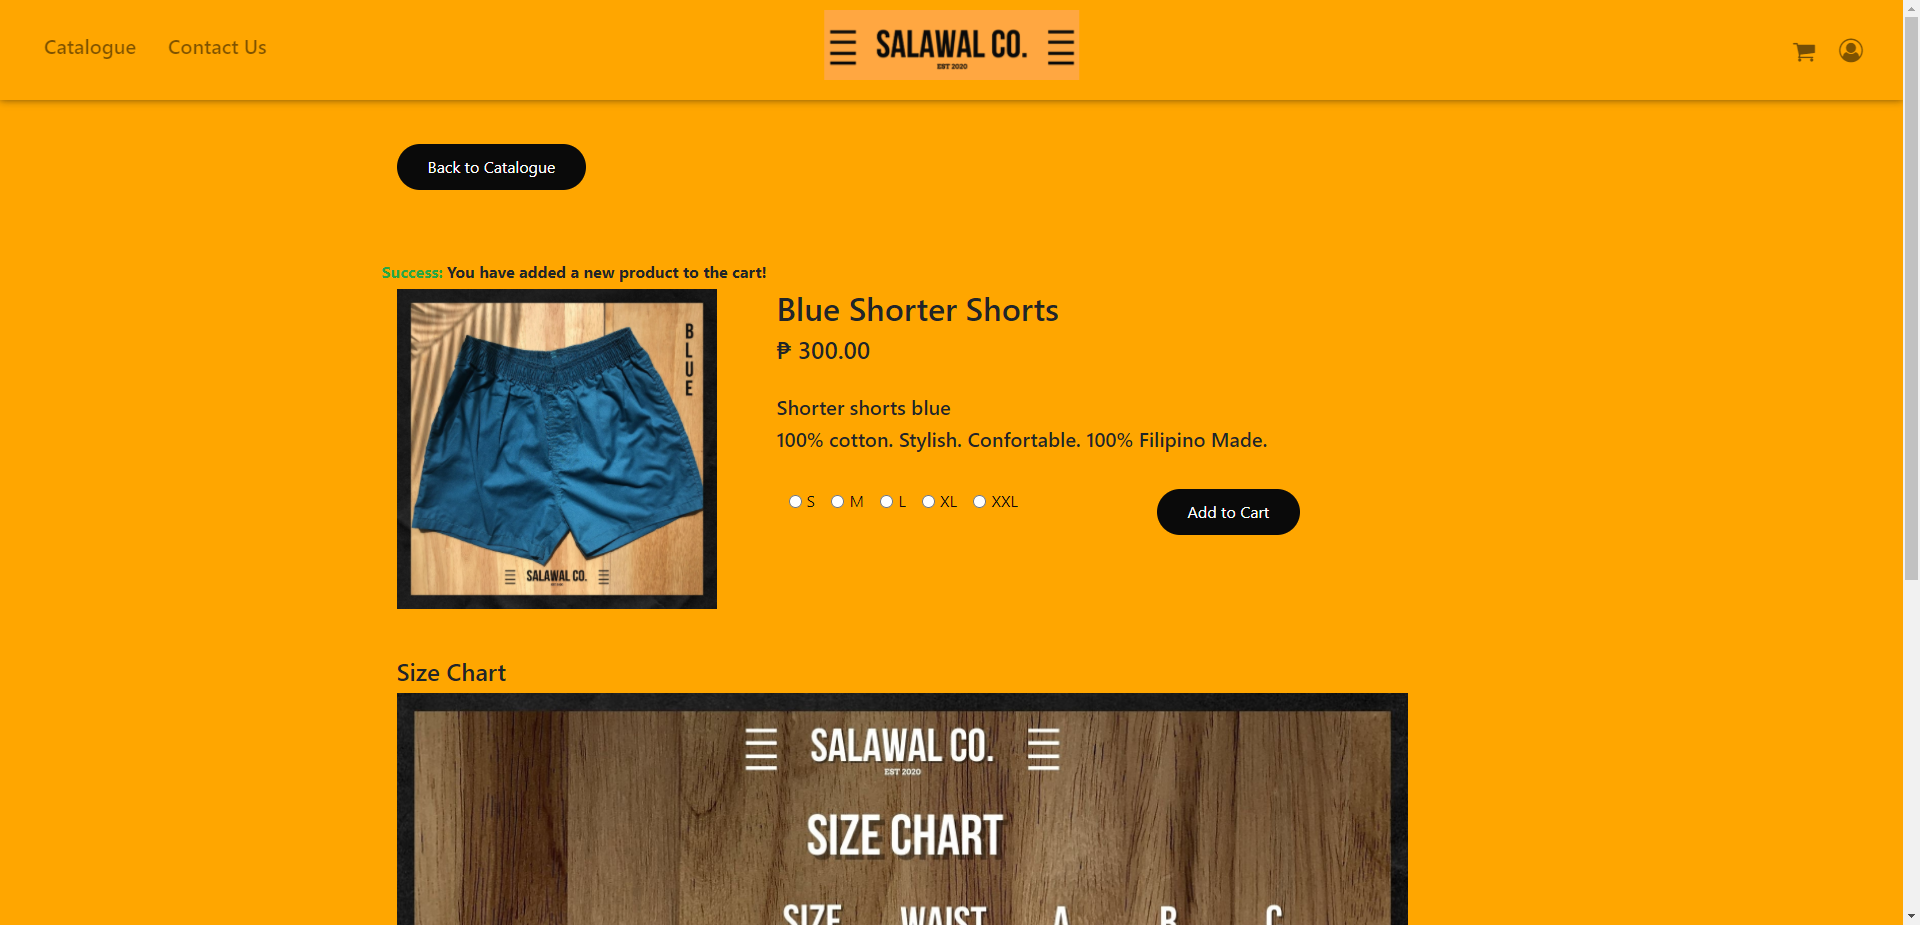 Catalogue Contact Us
SALAWAL CO.
EST 2020
Back to Catalogue
Success: You have added a new product to the cart!
BLUE
SALAWAL CO.
Blue Shorter Shorts
₱ 300.00
Shorter shorts blue
100% cotton. Stylish. Confortable. 100% Filipino Made.
S M L XL XXL
Add to Cart
Size Chart
SALAWAL CO.
EST 2020
SIZE CHART
SIZE WAIST A B C